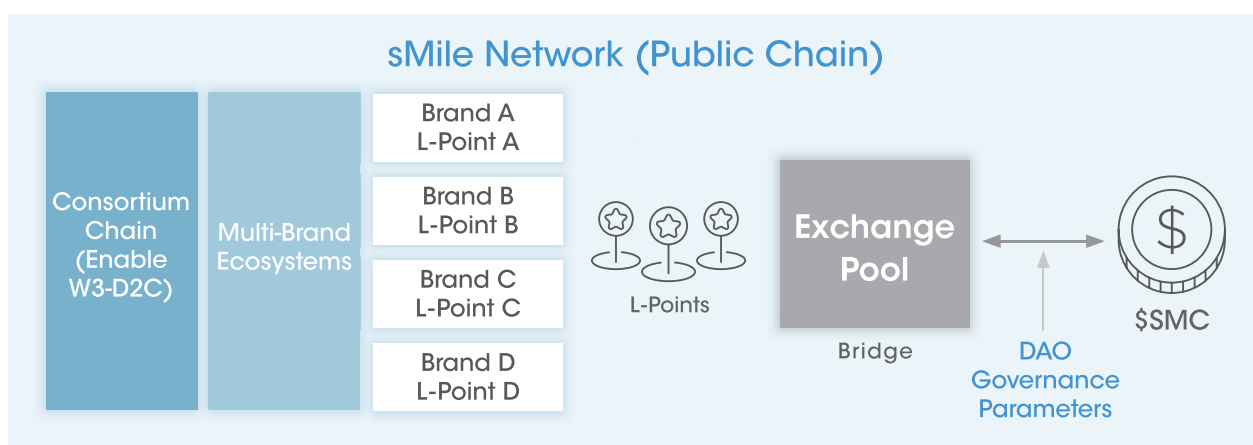 sMile Network (Public Chain)
Consortium
Chain
(Enable
W3-D2C)
Multi-Brand
Ecosystems
Brand A
L-Point A
Brand B
L-Point B
Brand C
L-Point C
Brand D
L-Point D
L-Points
Exchange
Pool
Bridge
$
$SMC
DAO
Governance
Parameters